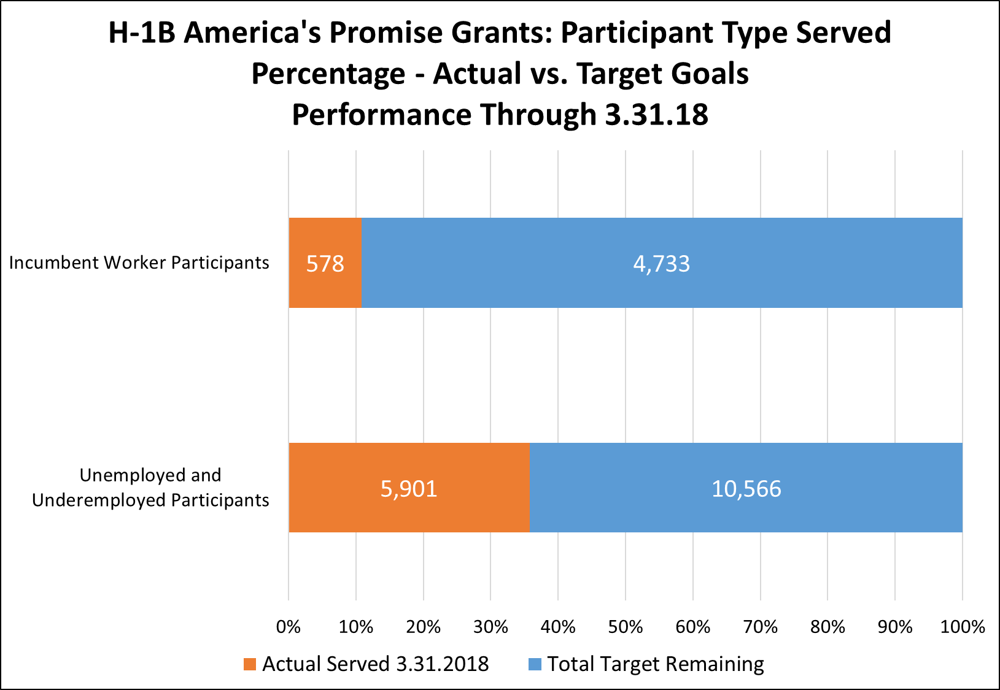 H-1B America's Promise Grants: Participant Type Served
Percentage - Actual vs. Target Goals
Performance Through 3.31.18
Incumbent Worker Participants
578
4,733
Unemployed and
Underemployed Participants
5,901
10,566
0%
10%
20%
30%
40%
50%
60%
70%
80%
90%
100%
Actual Served 3.31.2018
Total Target Remaining